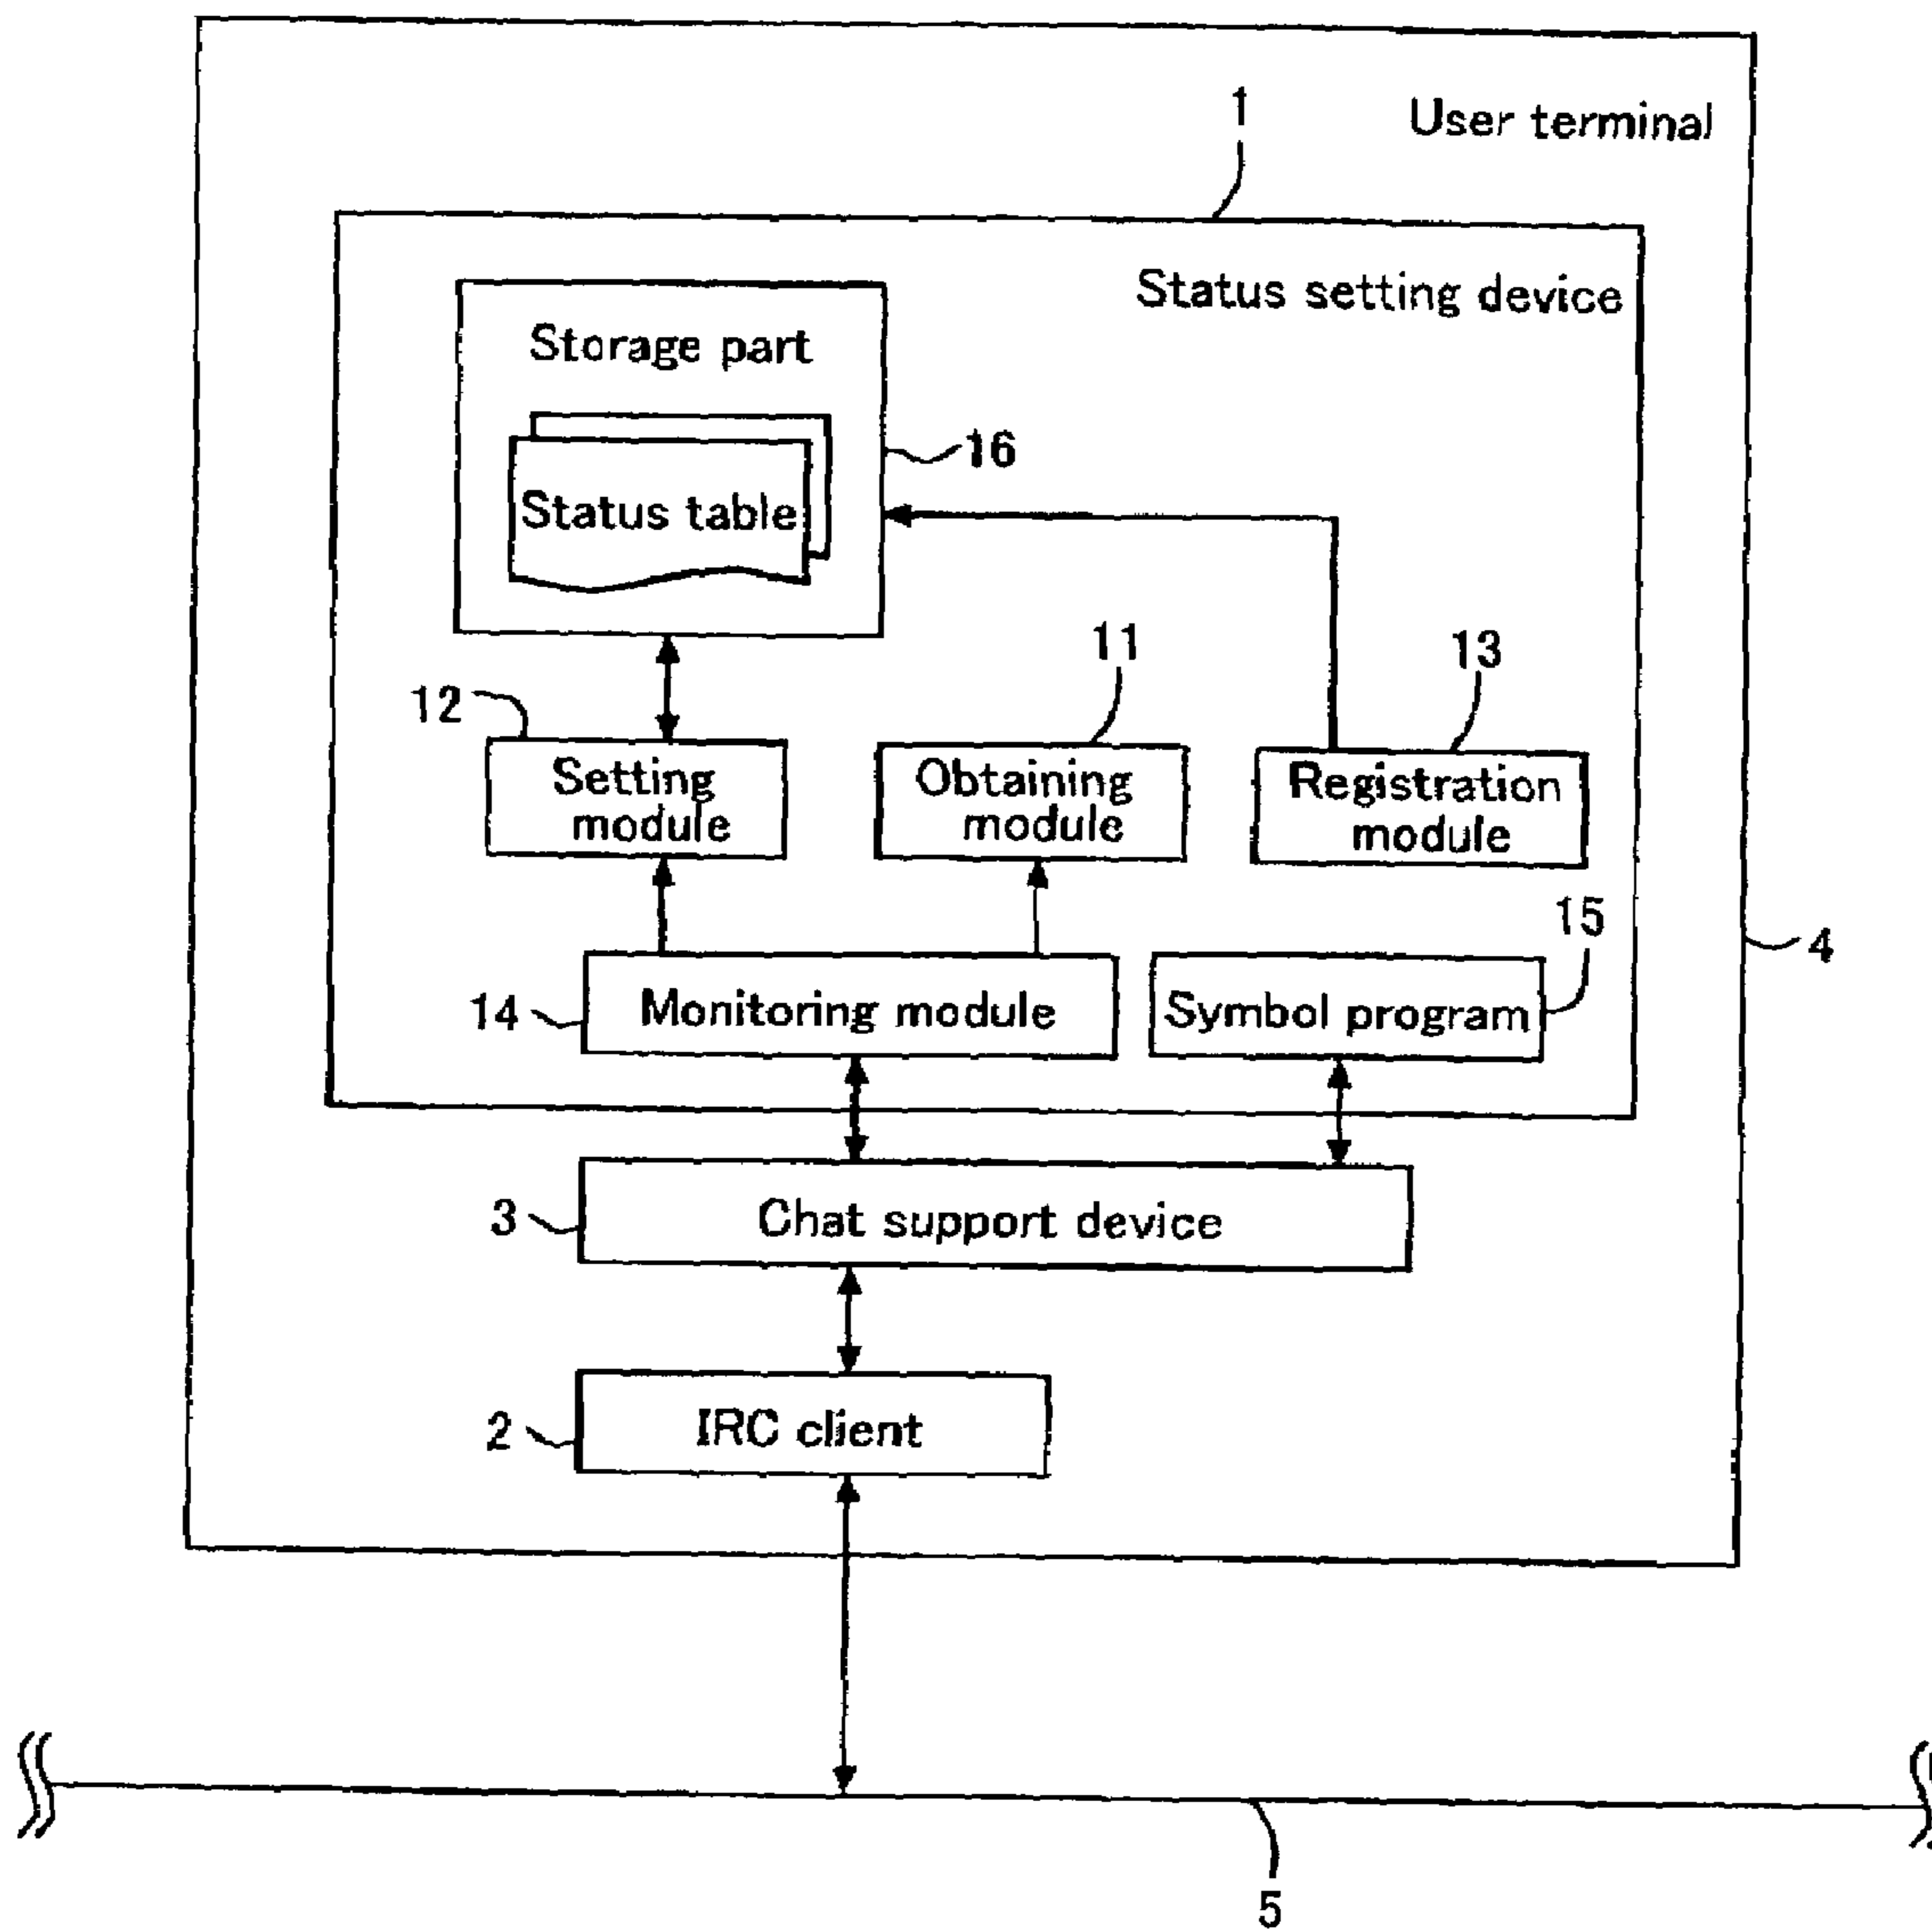 1
User terminal
Status setting device
Storage part
16
Status table
11
13
12
Setting
module
Obtaining
module
Registration
module
15
4
14
Monitoring module
Symbol program
3
Chat support device
2
IRC client
5